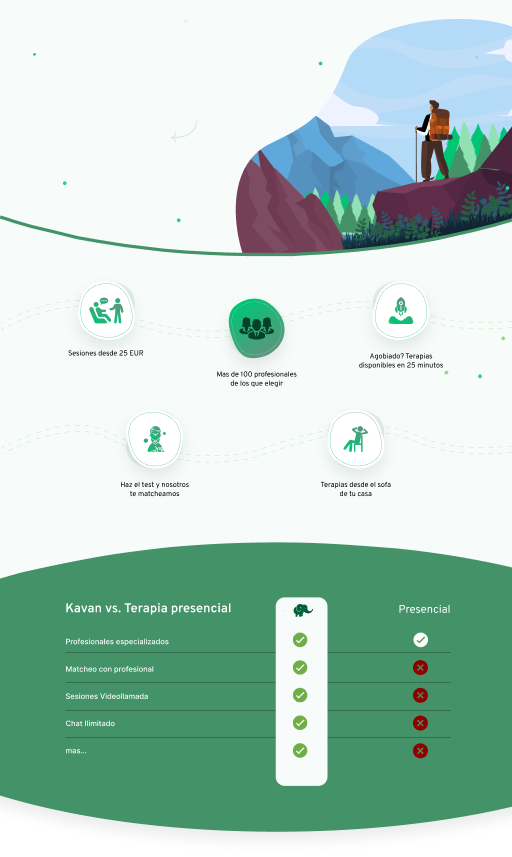 Sesiones desde 25 EUR
Mas de 100 profesionales
de los que elegir
Agobiado? Terapias
disponibles en 25 minutos
Haz el test y nosotros
te matcheamos
Terapias desde el sofa
de tu casa
Kavan vs. Terapia presencial
Presencial
Profesionales especializados
Matcheo con profesional
Sesiones Videollamada
Chat Ilimitado
mas...